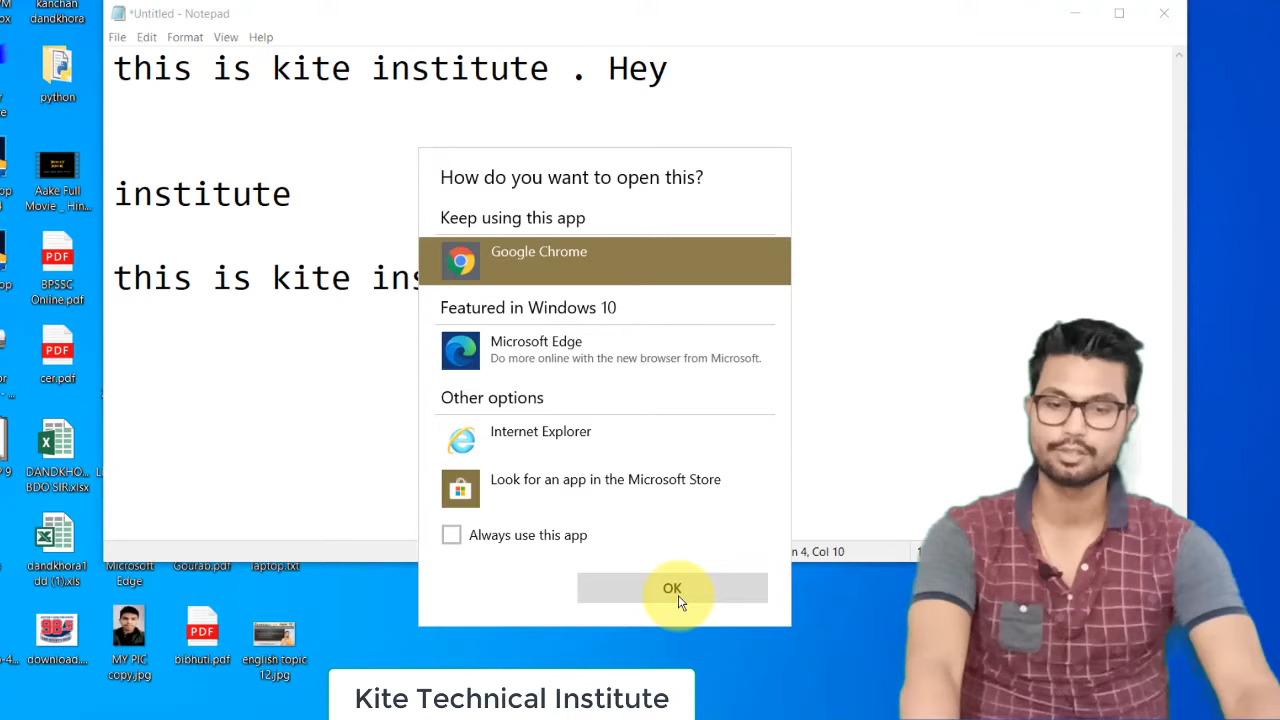 kanchan
dandkhora
*Untitled - Notepad
File Edit Format View Help
this is kite institute . Hey
institute
this is kite ins
How do you want to open this?
Keep using this app
Google Chrome
Featured in Windows 10
Microsoft Edge
Do more online with the new browser from Microsoft.
Other options
Internet Explorer
Look for an app in the Microsoft Store
Always use this app
OK
n 4, Col 10
python
Aake Full
Movie _ Hin...
PDF
BPSSC
Online.pdf
PDF
cer.pdf
DANDKHO...
BDO SIR.xlsx
dandkhora1
dd (1).xls
Microsoft
Edge
Gourab.pdf
laptop.txt
download....
MY PIC
copy.jpg
PDF
bibhuti.pdf
english topic
12.jpg
Kite Technical Institute